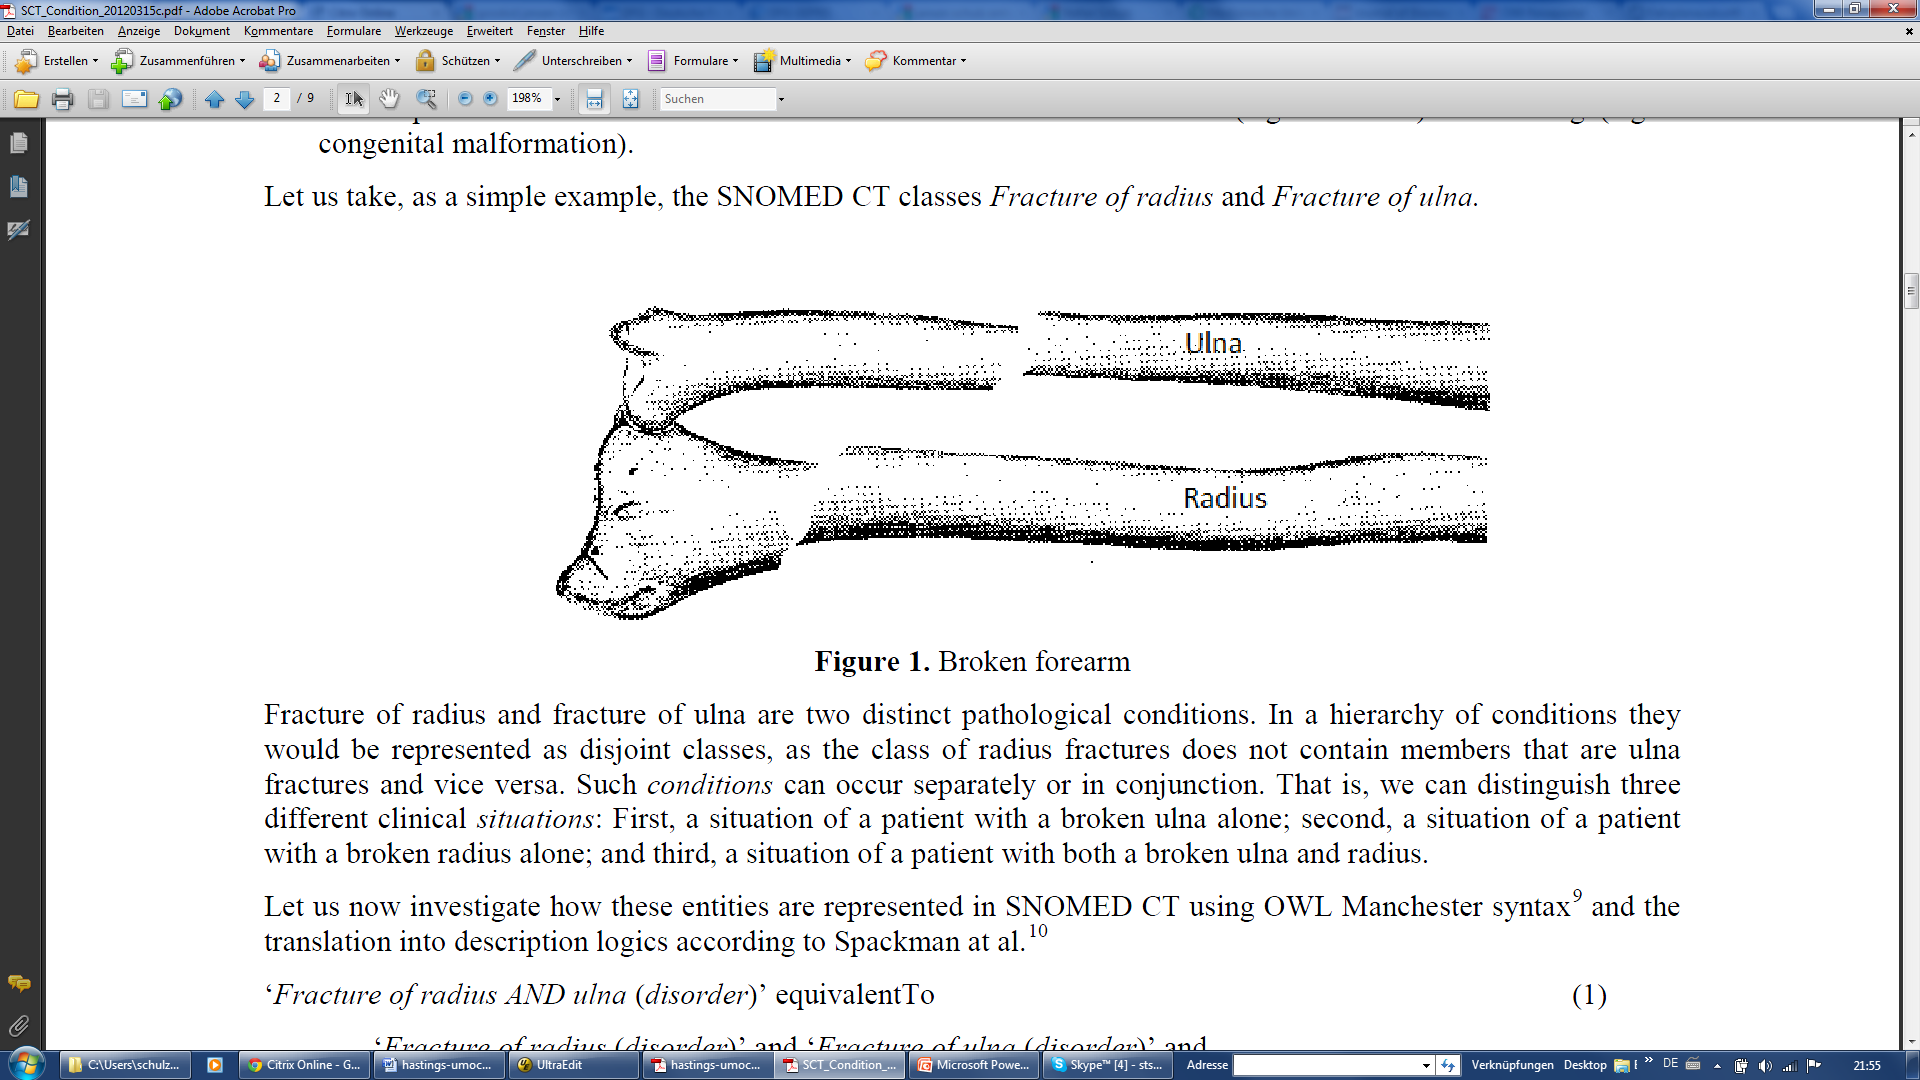 SCT_Condition_20120315c.pdf - Adobe Acrobat Pro
Datei Bearbeiten Anzeige Dokument Kommentare Formulare Werkzeuge Erweitert Fenster Hilfe
Erstellen Zusammenführen Zusammenarbeiten Schützen Unterschreiben Formulare Multimedia Kommentar
2 / 9 198% Suchen
congenital malformation).
Let us take, as a simple example, the SNOMED CT classes Fracture of radius and Fracture of ulna.
Ulna
Radius
Figure 1. Broken forearm
Fracture of radius and fracture of ulna are two distinct pathological conditions. In a hierarchy of conditions they
would be represented as disjoint classes, as the class of radius fractures does not contain members that are ulna
fractures and vice versa. Such conditions can occur separately or in conjunction. That is, we can distinguish three
different clinical situations: First, a situation of a patient with a broken ulna alone; second, a situation of a patient
with a broken radius alone; and third, a situation of a patient with both a broken ulna and radius.
Let us now investigate how these entities are represented in SNOMED CT using OWL Manchester syntax9 and the
translation into description logics according to Spackman at al.10
‘Fracture of radius AND ulna (disorder)’ equivalentTo (1)
‘Fracture of radius (disorder)’ and ‘Fracture of ulna (disorder)’ and
C:\Users\schulz... Citrix Online - G... hastings-umoc... UltraEdit hastings-umoc... SCT_Condition_... Microsoft Powe... Skype™ [4] - sts... Adresse Verknüpfungen Desktop DE 21:55